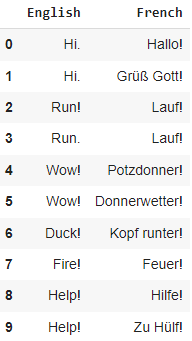 English French
0 Hi. Hallo!
1 Hi. Grüß Gott!
2 Run! Lauf!
3 Run. Lauf!
4 Wow! Potzdonner!
5 Wow! Donnerwetter!
6 Duck! Kopf runter!
7 Fire! Feuer!
8 Help! Hilfe!
9 Help! Zu Hülf!